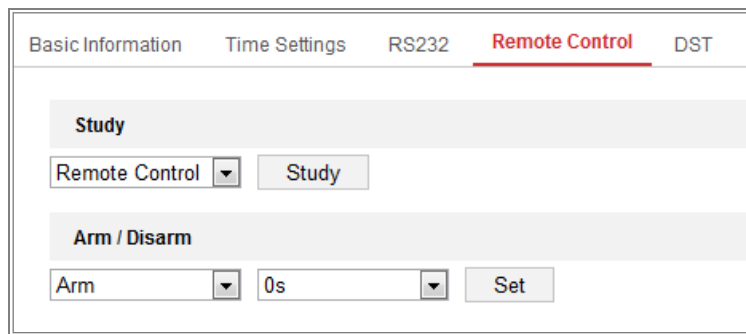 Basic Information Time Settings RS232 Remote Control DST
Study
Remote Control Study
Arm / Disarm
Arm 0s Set